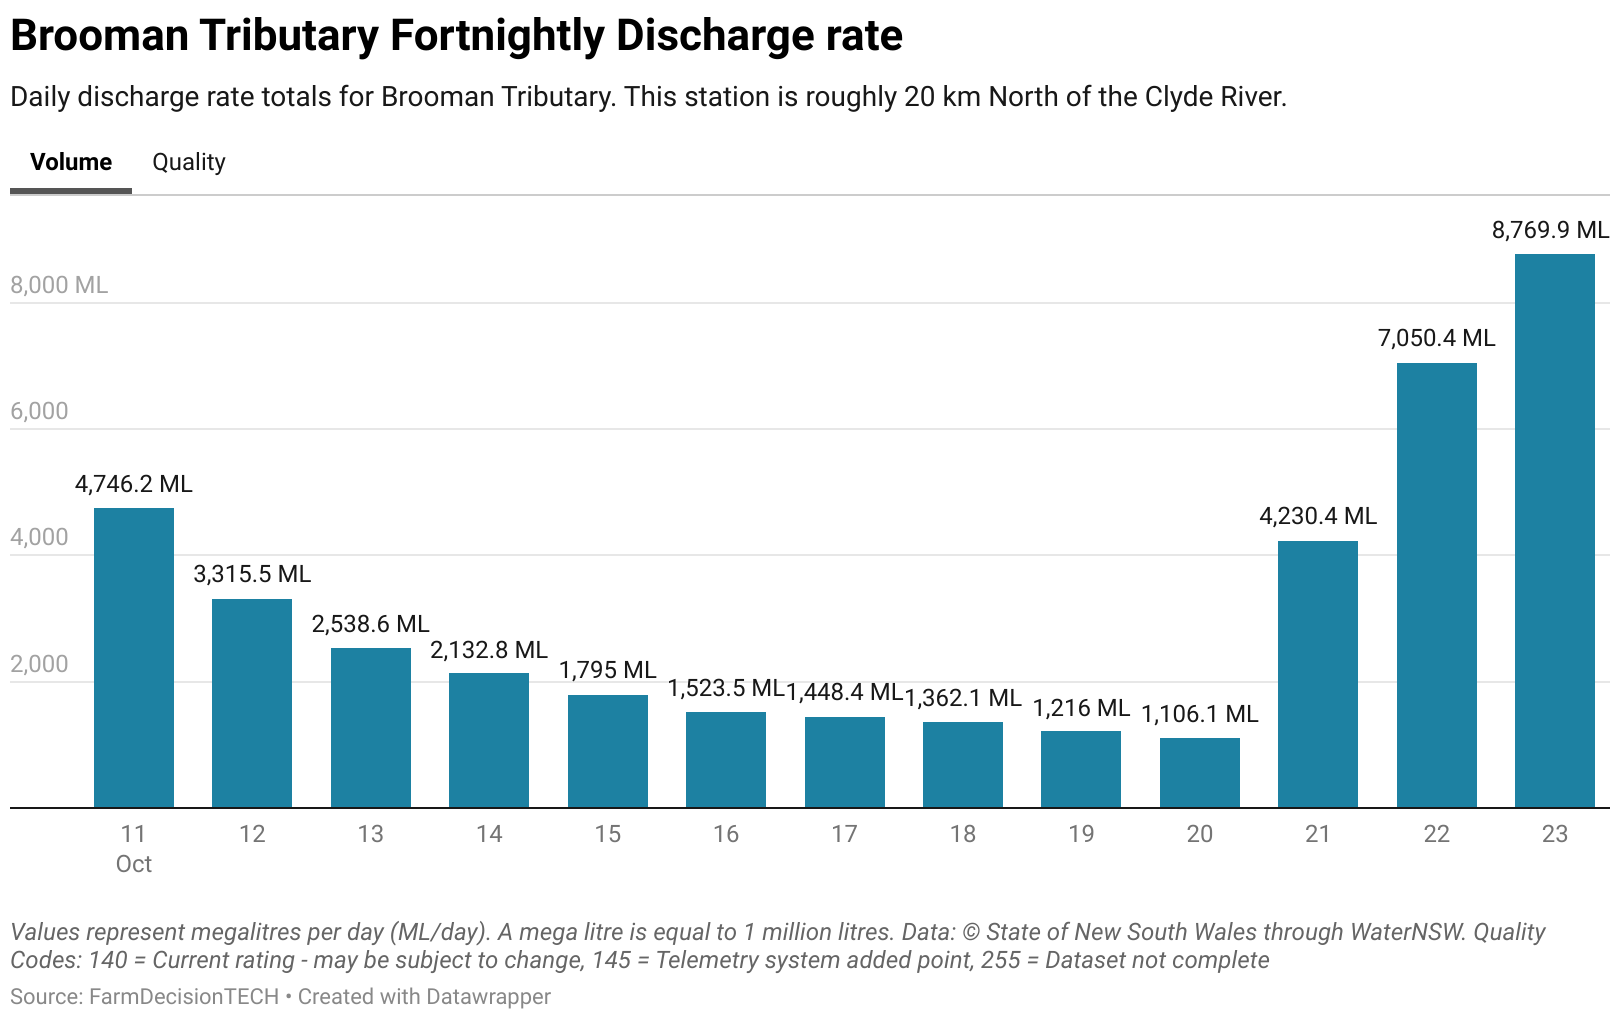 Brooman Tributary Fortnightly Discharge rate
Daily discharge rate totals for Brooman Tributary. This station is roughly 20 km North of the Clyde River.
Volume Quality
8,769.9 ML
8,000 ML
7,050.4 ML
6,000
4,746.2 ML
4,230.4 ML
4,000
3,315.5 ML
2,538.6 ML
2,132.8 ML
2,000
1,795 ML
1,523.5 ML
1,448.4 ML
1,362.1 ML
1,216 ML
1,106.1 ML
11 12 13 14 15 16 17 18 19 20 21 22 23
Oct
Values represent megalitres per day (ML/day). A mega litre is equal to 1 million litres. Data: © State of New South Wales through WaterNSW. Quality
Codes: 140 = Current rating - may be subject to change, 145 = Telemetry system added point, 255 = Dataset not complete
Source: FarmDecisionTECH • Created with Datawrapper